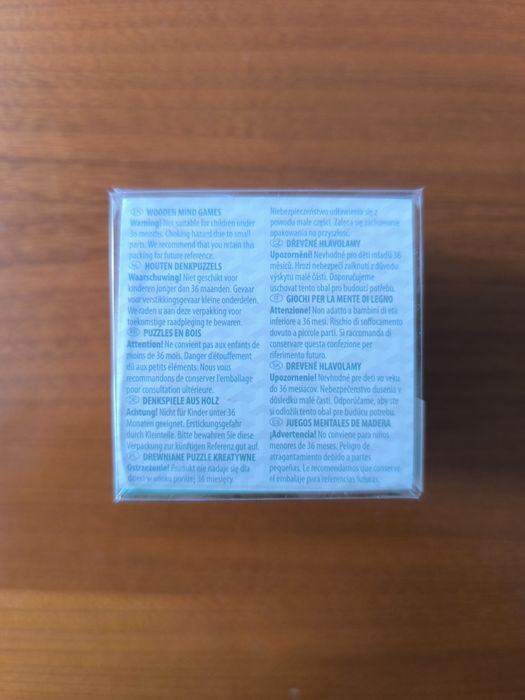 WOODEN MIND GAMES
Warning! Not suitable for children under
36 months. Choking hazard due to small
parts. We recommend that you retain this
packing for future reference.
HOUTEN DENKPUZZELS
Waarschuwing! Niet geschikt voor
kinderen jonger dan 36 maanden. Gevaar
voor verstikkingsgevaar kleine onderdelen.
We raden u aan deze verpakking voor
toekomstige raadpleging te bewaren.
PUZZLES EN BOIS
Attention! Ne convient pas aux enfants de
moins de 36 mois. Danger d'étouffement
dû aux petits éléments. Nous vous
recommandons de conserver l'emballage
pour consultation ultérieure.
DENKSPIELE AUS HOLZ
Achtung! Nicht für Kinder unter 36
Monaten geeignet. Erstickungsgefahr
durch Kleinteile. Bitte bewahren Sie diese
Verpackung zur künftigen Referenz gut auf.
DREWNIANE PUZZLE KREATYWNE
Ostrzeżenie! Produkt nie nadaje się dla
dzieci w wieku poniżej 36 miesięcy.
Niebezpieczeństwo udławienia się z
powodu małe części. Zaleca się zachowanie
opakowania na przyszłość.
DŘEVĚNÉ HLAVOLAMY
Upozornění! Nevhodné pro děti mladší 36
měsíců. Hrozí nebezpečí zalknutí z důvodu
výskytu malé části. Doporučujeme
uschovat tento obal pro budoucí potřebu.
GIOCHI PER LA MENTE DI LEGNO
Attenzione! Non adatto a bambini di età
inferiore a 36 mesi. Rischio di soffocamento
dovuto a piccole parti. Si raccomanda di
conservare questa confezione per
riferimento futuro.
DREVENÉ HLAVOLAMY
Upozornenie! Nevhodné pre deti vo veku
do 36 mesiacov. Nebezpečenstvo dusenia v
dôsledku malé časti. Odporúčame, aby ste
si odložili tento obal pre budúcu potrebu.
JUEGOS MENTALES DE MADERA
¡Advertencia! No conviene para niños
menores de 36 meses. Peligro de
atragantamiento debido a partes
pequeñas. Le recomendamos que conserve
el embalaje para referencias futuras.